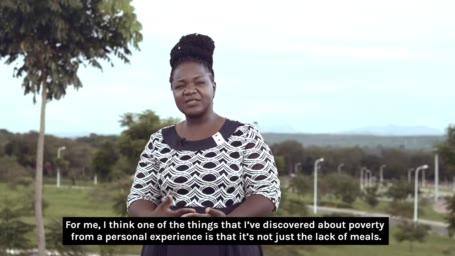 For me, I think one of the things that I've discovered about poverty
from a personal experience is that it's not just the lack of meals.